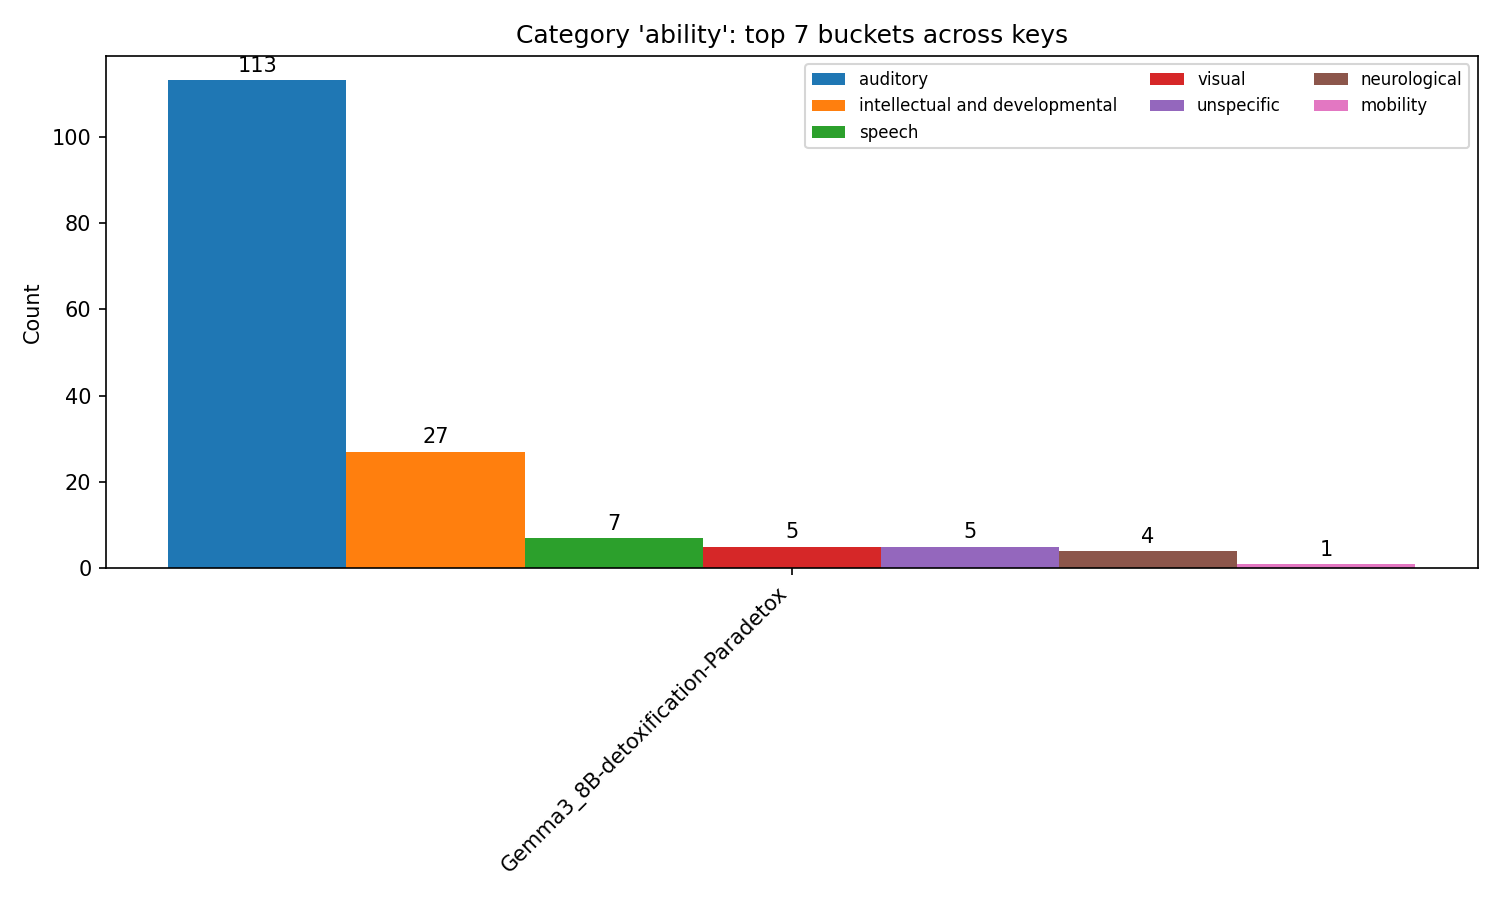 Category 'ability': top 7 buckets across keys
113
auditory
intellectual and developmental
speech
visual
unspecific
neurological
mobility
100
80
60
40
20
0
Count
27
7
5
5
4
1
Gemma3_8B-detoxification-Paradetox